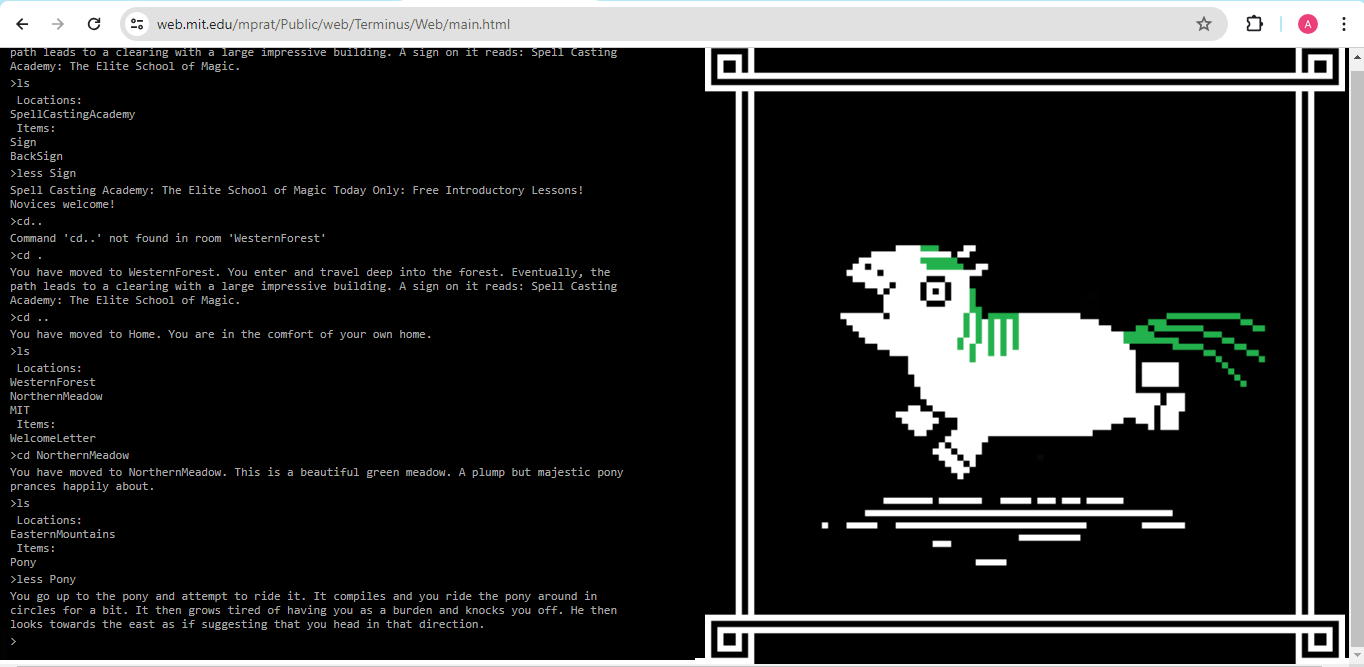 web.mit.edu/mprat/Public/web/Terminus/Web/main.html
A
path leads to a clearing with a large impressive building. A sign on it reads: Spell Casting
Academy: The Elite School of Magic.
>ls
Locations:
SpellCastingAcademy
Items:
Sign
BackSign
>less Sign
Spell Casting Academy: The Elite School of Magic Today Only: Free Introductory Lessons!
Novices welcome!
>cd..
Command 'cd..' not found in room 'WesternForest'
>cd .
You have moved to WesternForest. You enter and travel deep into the forest. Eventually, the
path leads to a clearing with a large impressive building. A sign on it reads: Spell Casting
Academy: The Elite School of Magic.
>cd ..
You have moved to Home. You are in the comfort of your own home.
>ls
Locations:
WesternForest
NorthernMeadow
MIT
Items:
WelcomeLetter
>cd NorthernMeadow
You have moved to NorthernMeadow. This is a beautiful green meadow. A plump but majestic pony
prances happily about.
>ls
Locations:
EasternMountains
Items:
Pony
>less Pony
You go up to the pony and attempt to ride it. It compiles and you ride the pony around in
circles for a bit. It then grows tired of having you as a burden and knocks you off. He then
looks towards the east as if suggesting that you head in that direction.
>